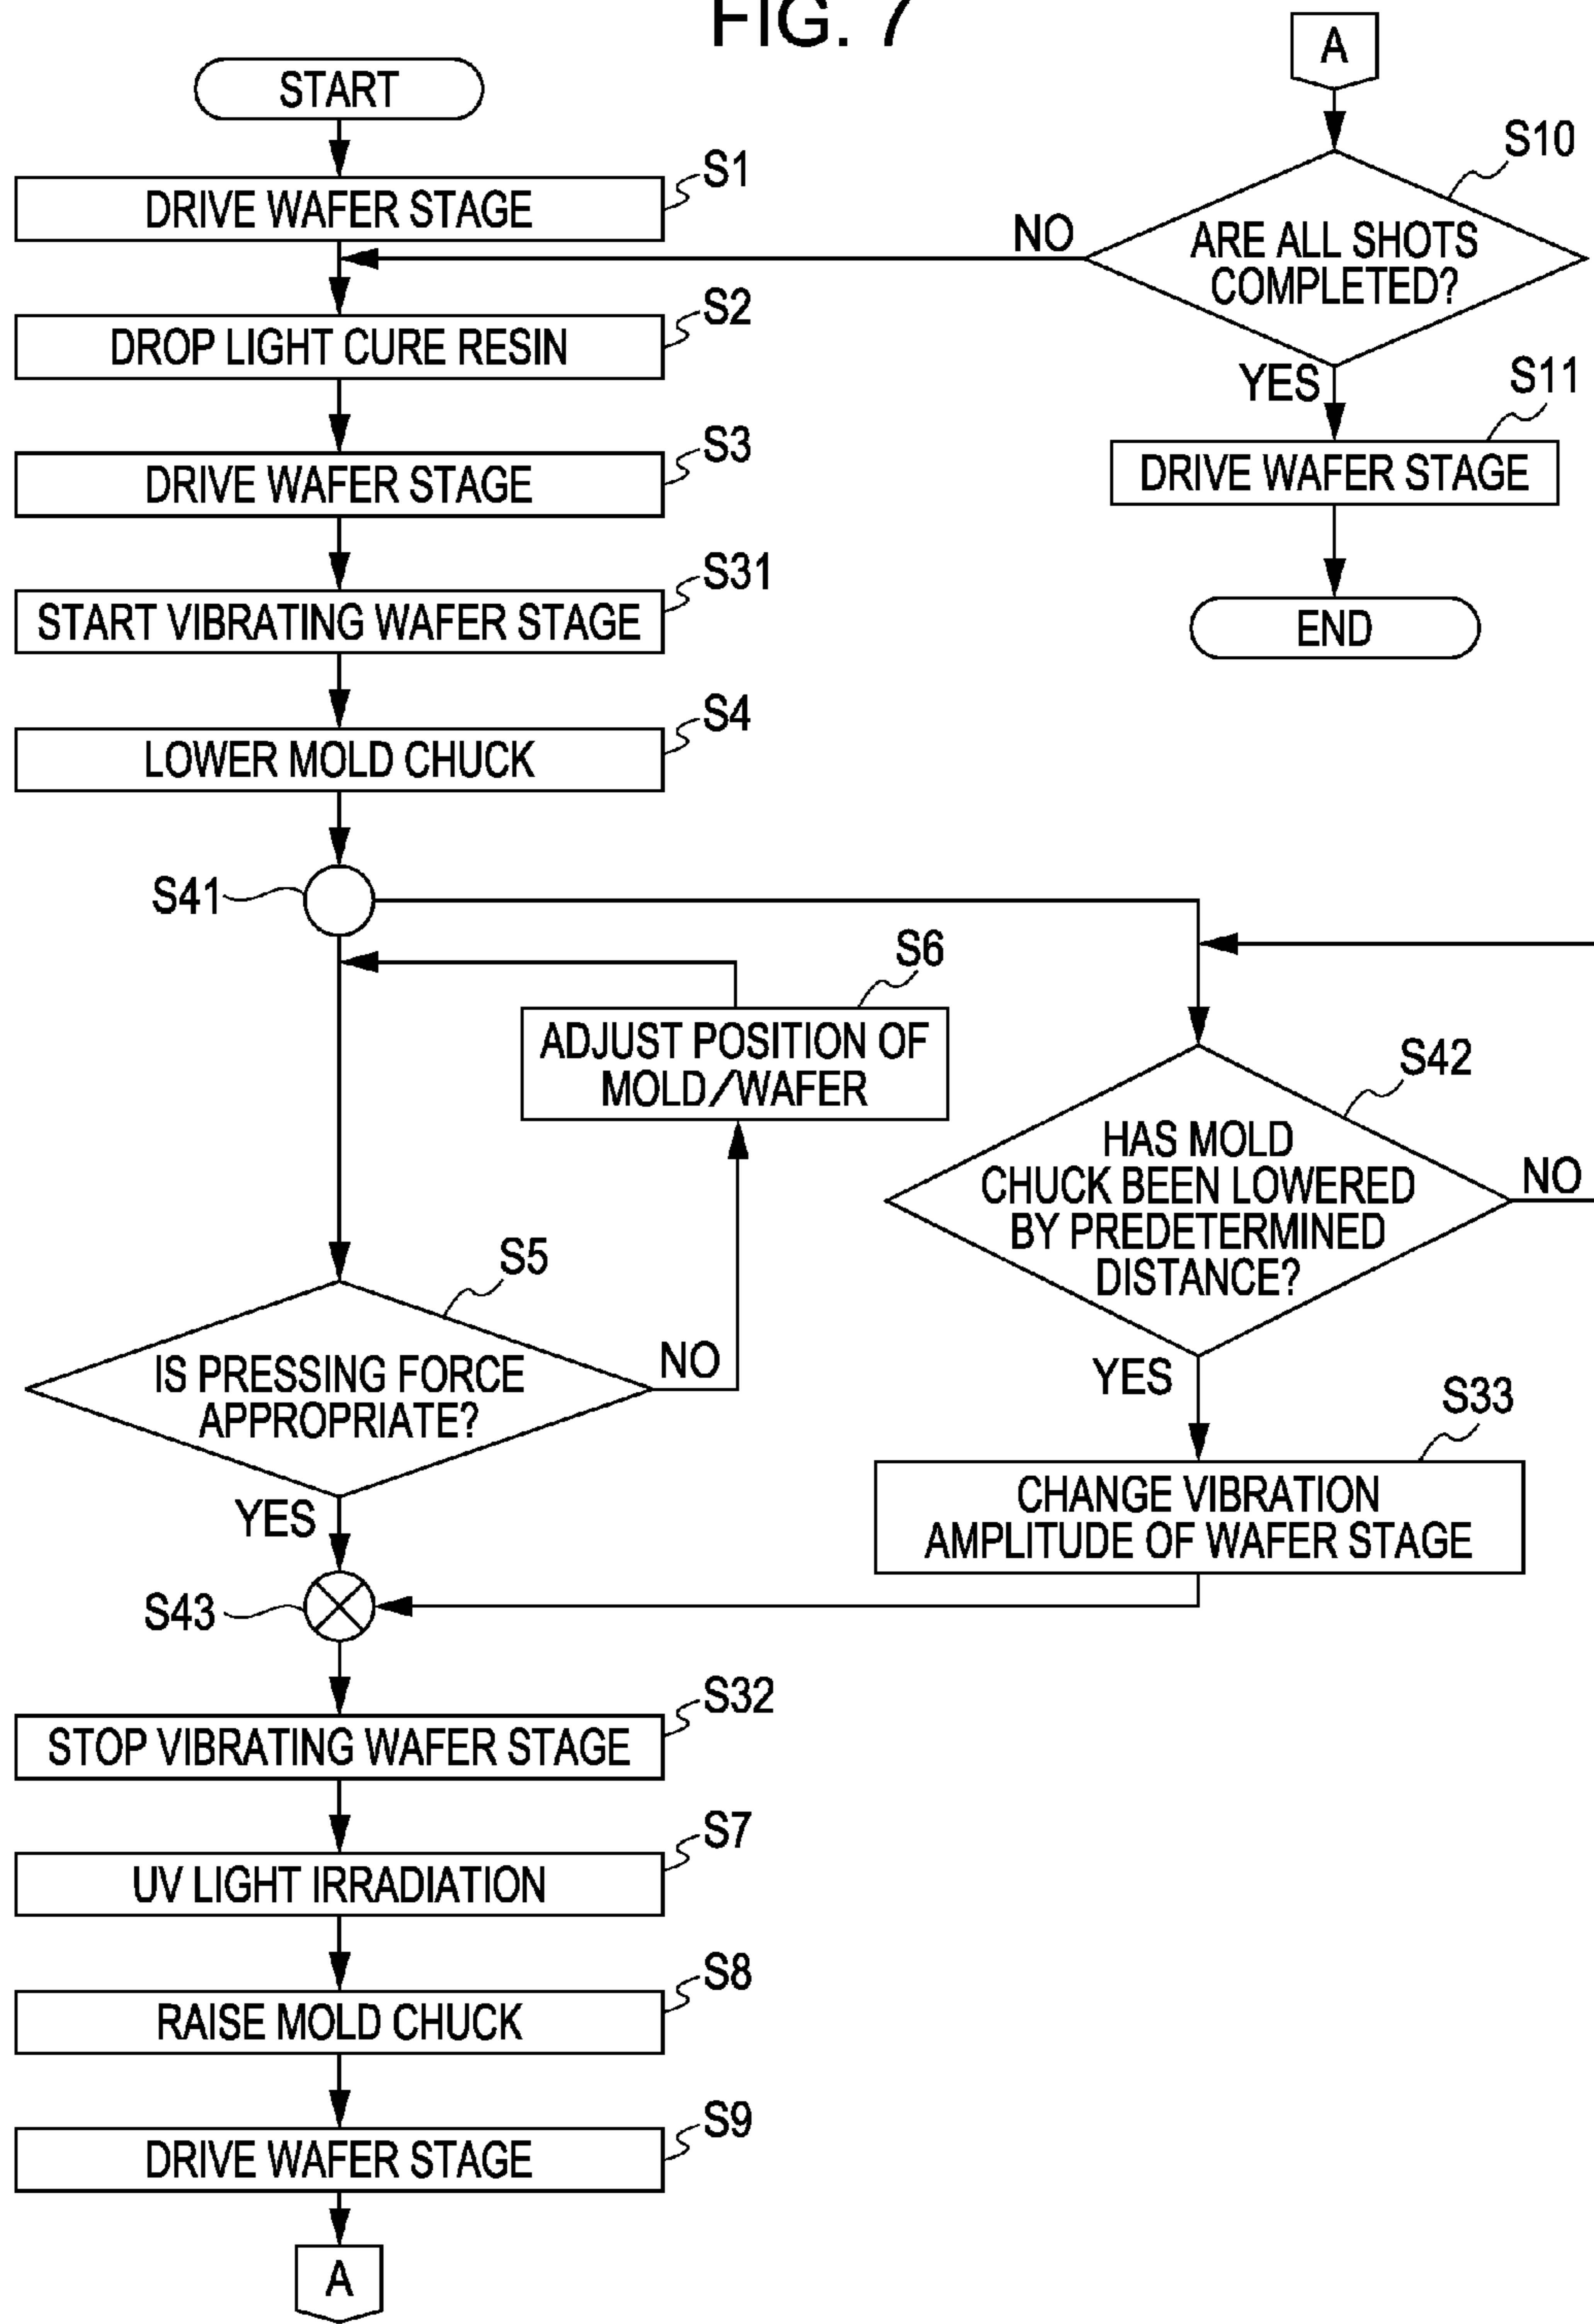 FIG. 7
START
S1
DRIVE WAFER STAGE
S2
DROP LIGHT CURE RESIN
S3
DRIVE WAFER STAGE
S31
START VIBRATING WAFER STAGE
S4
LOWER MOLD CHUCK
S41
S6
ADJUST POSITION OF
MOLD/WAFER
S5
IS PRESSING FORCE
APPROPRIATE?
NO
YES
S42
HAS MOLD
CHUCK BEEN LOWERED
BY PREDETERMINED
DISTANCE?
NO
YES
S33
CHANGE VIBRATION
AMPLITUDE OF WAFER STAGE
S43
S32
STOP VIBRATING WAFER STAGE
S7
UV LIGHT IRRADIATION
S8
RAISE MOLD CHUCK
S9
DRIVE WAFER STAGE
A
A
S10
ARE ALL SHOTS
COMPLETED?
NO
YES
S11
DRIVE WAFER STAGE
END